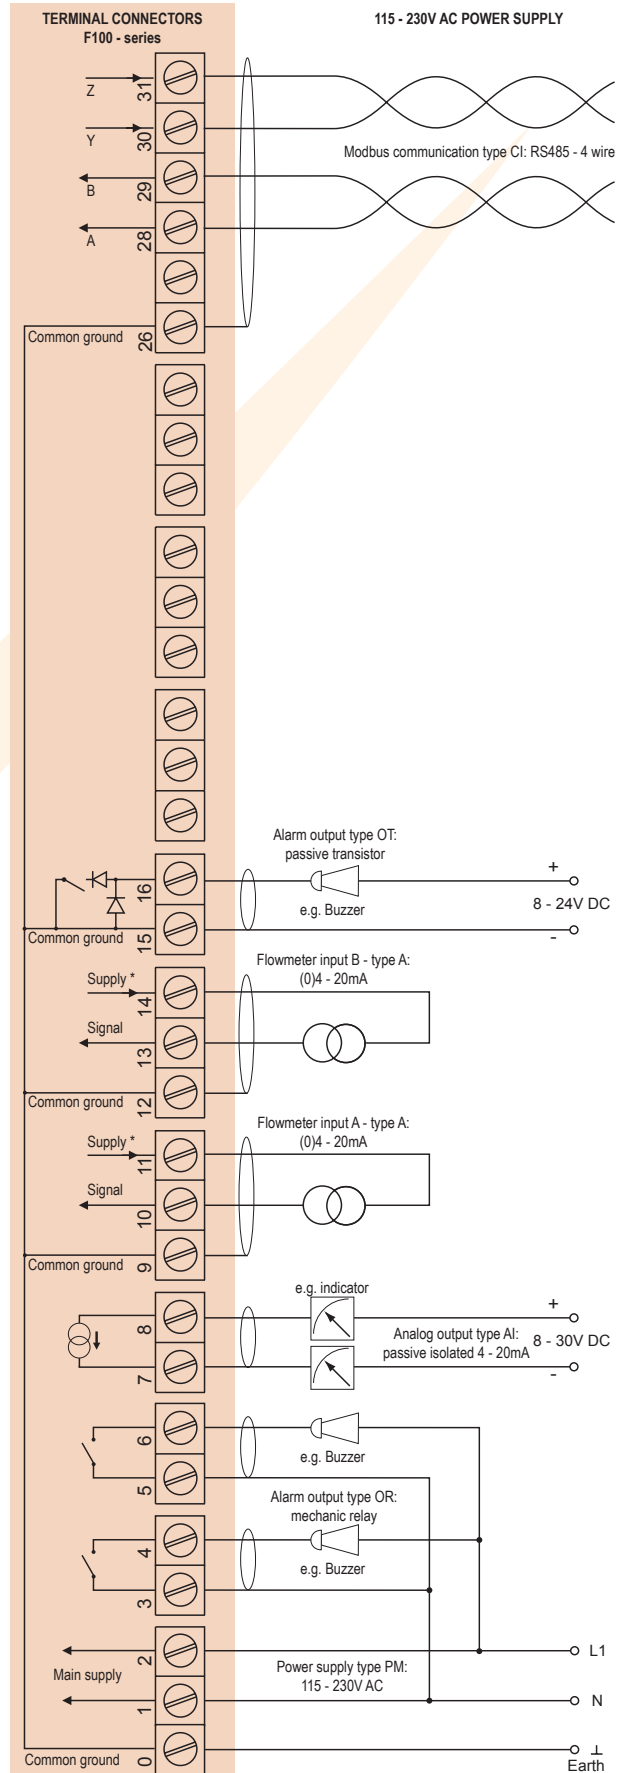 TERMINAL CONNECTORS
F100 - series
115 - 230V AC POWER SUPPLY
Z
31
Y
30
Modbus communication type CI: RS485 - 4 wire
B
29
A
28
Common ground
26
Alarm output type OT:
passive transistor
16
+
e.g. Buzzer
8 - 24V DC
Common ground
15
-
Flowmeter input B - type A:
(0)4 - 20mA
Supply *
14
Signal
13
Common ground
12
Flowmeter input A - type A:
(0)4 - 20mA
Supply *
11
Signal
10
Common ground
9
e.g. indicator
+
8
Analog output type AI:
passive isolated 4 - 20mA
8 - 30V DC
7
-
6
e.g. Buzzer
5
Alarm output type OR:
mechanic relay
4
e.g. Buzzer
3
2
L1
Main supply
Power supply type PM:
115 - 230V AC
1
N
Common ground
0
⊥
Earth